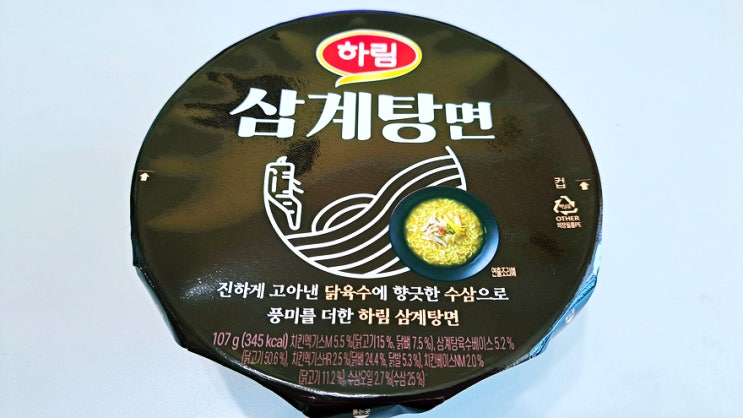 하림
삼계탕면
컵
비닐류
OTHER
연출조리예
진하게 고아낸 닭육수에 향긋한 수삼으로
풍미를 더한 하림 삼계탕면
107 g (345 kcal) 치킨엑기스M 5.5 %(닭고기 15 %, 닭뼈 7.5 %), 삼계탕육수베이스 5.2 %
(닭고기 50.6 %), 치킨엑기스HR 2.5 %(닭뼈 24.4 %, 닭발 5.3 %), 치킨베이스NM 2.0 %
(닭고기 11.2 %), 수삼오일 2.7 %(수삼 25 %)